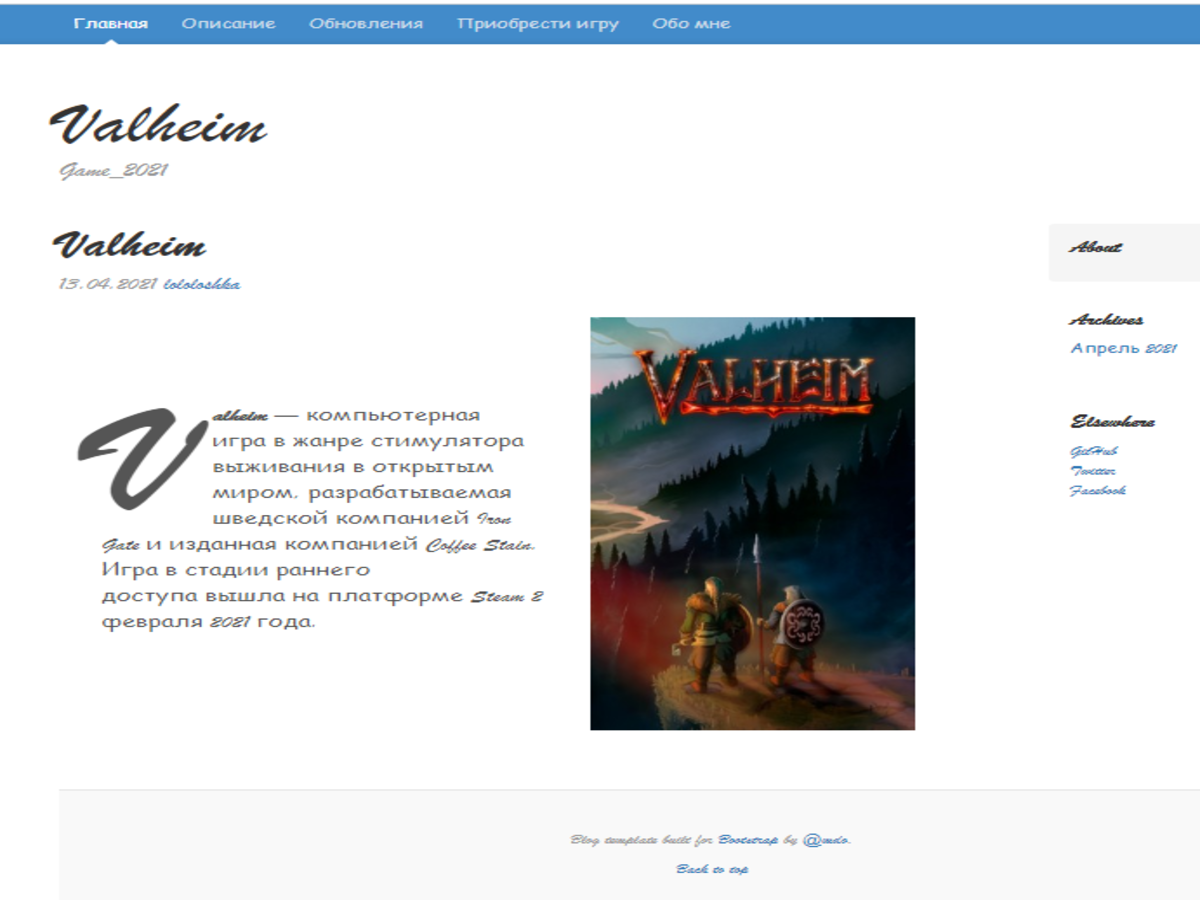 Главная Описание Обновления Приобрести игру Обо мне
Valheim
Game_2021
Valheim
13.04.2021 lololoshka
Valheim — компьютерная
игра в жанре стимулятора
выживания в открытым
миром, разрабатываемая
шведской компанией Iron
Gate и изданная компанией Coffee Stain.
Игра в стадии раннего
доступа вышла на платформе Steam 2
февраля 2021 года.
VALHEIM
About
Archives
Апрель 2021
Elsewhere
GitHub
Twitter
Facebook
Blog template built for Bootstrap by @mdo.
Back to top